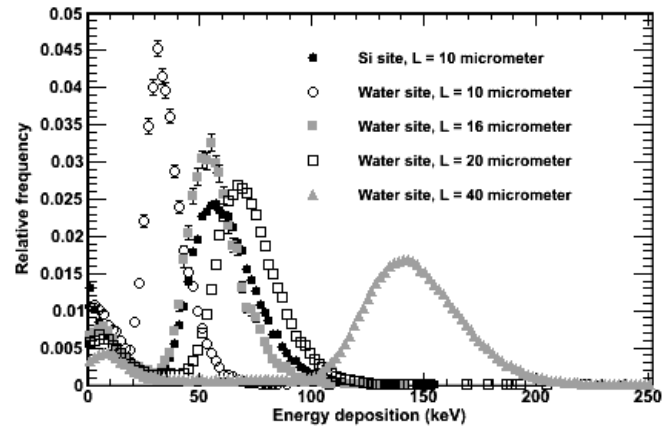 0.05
0.045
0.04
0.035
0.03
0.025
0.02
0.015
0.01
0.005
0
Relative frequency
Si site, L = 10 micrometer
Water site, L = 10 micrometer
Water site, L = 16 micrometer
Water site, L = 20 micrometer
Water site, L = 40 micrometer
0 50 100 150 200 250
Energy deposition (keV)